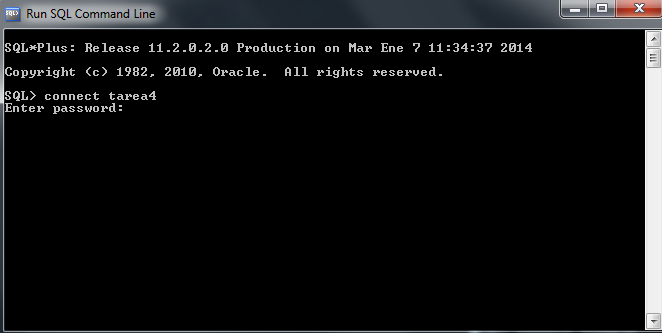 Run SQL Command Line
SQL*Plus: Release 11.2.0.2.0 Production on Mar Ene 7 11:34:37 2014
Copyright (c) 1982, 2010, Oracle.  All rights reserved.
SQL> connect tarea4
Enter password: